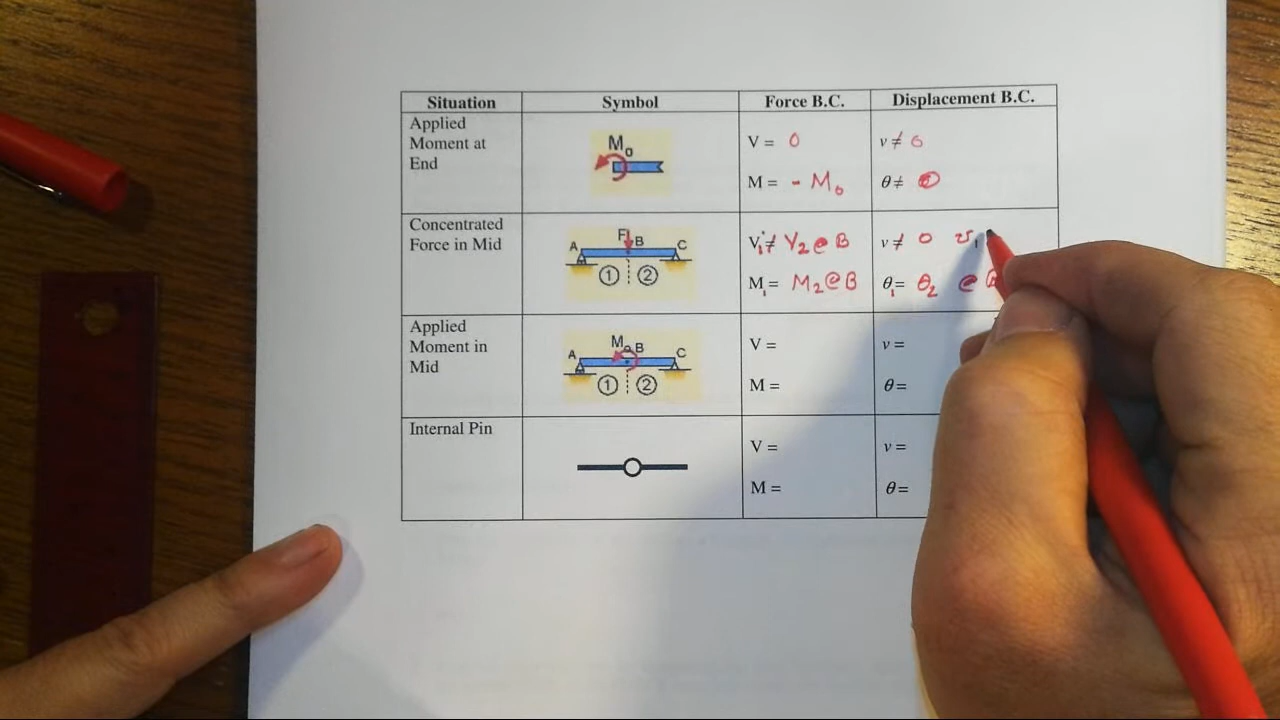 Situation Symbol Force B.C. Displacement B.C.
Applied
Moment at
End
M₀
V = 0
v ≠ 0
M = - M₀
θ ≠ 0
Concentrated
Force in Mid
A F B C
① ②
V₁ ≠ V₂ @ B
v ≠ 0 v₁
M₁ = M₂ @ B
θ₁ = θ₂ @ B
Applied
Moment in
Mid
A M₀ B C
① ②
V =
v =
M =
θ =
Internal Pin
V =
v =
M =
θ =